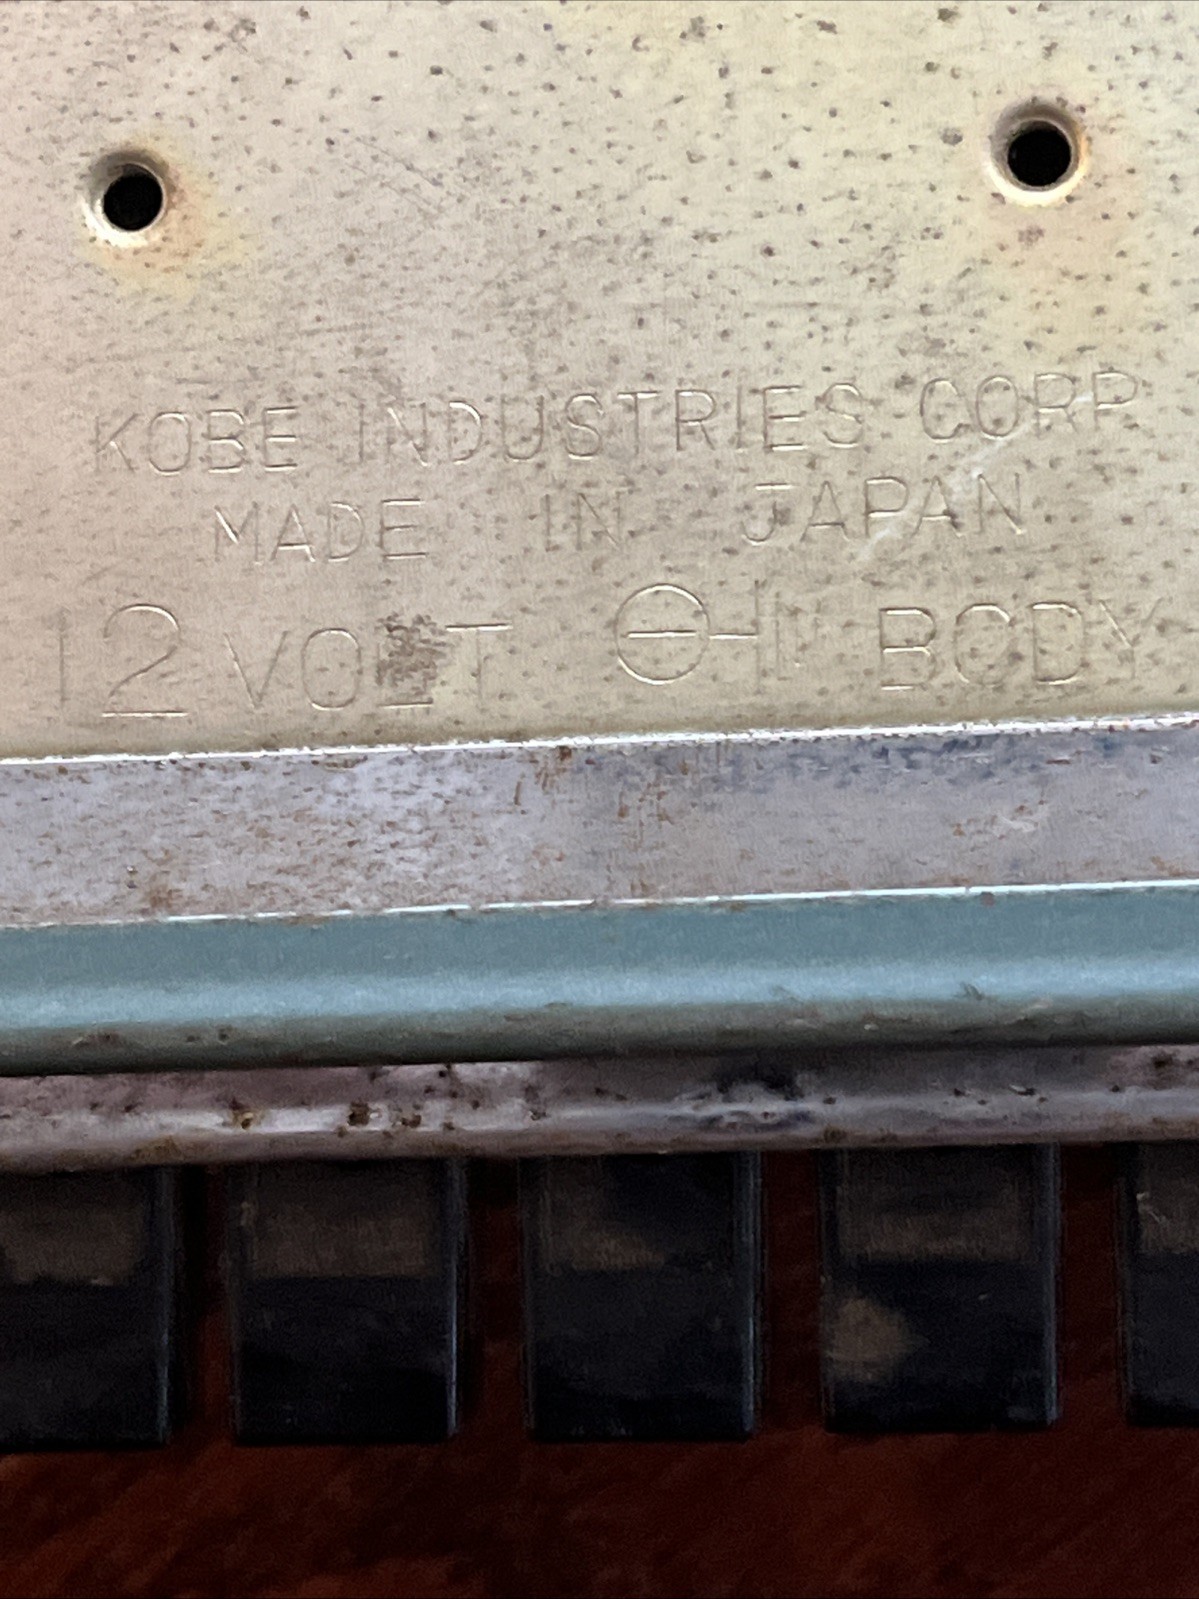 KOBE INDUSTRIES CORP
MADE IN JAPAN
12 VOLT ⊖ BODY